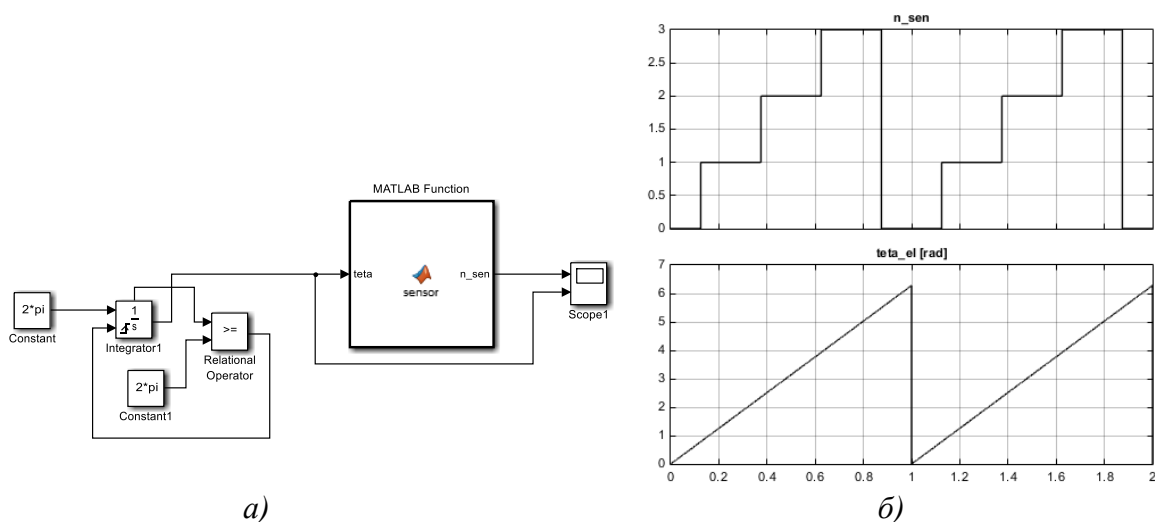 MATLAB Function
teta
n_sen
sensor
2*pi
Constant
1
s
Integrator1
>=
Relational
Operator
2*pi
Constant1
Scope1
а)
n_sen
3
2.5
2
1.5
1
0.5
0
teta_el [rad]
7
6
5
4
3
2
1
0
0 0.2 0.4 0.6 0.8 1 1.2 1.4 1.6 1.8 2
б)